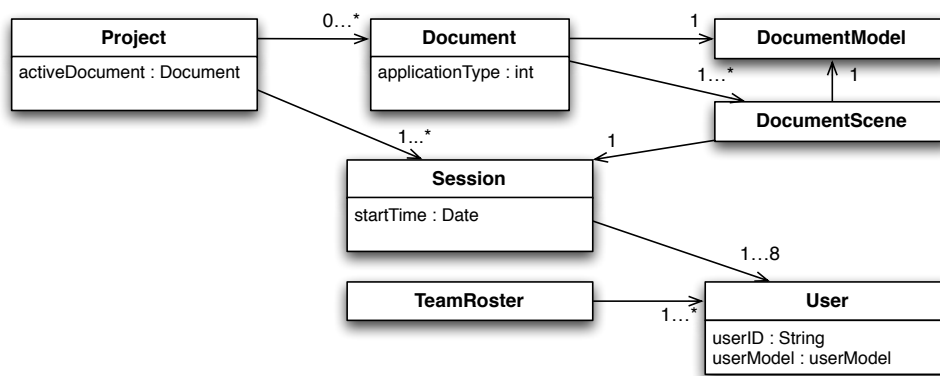 Project
activeDocument : Document
0…*
Document
applicationType : int
1
DocumentModel
1…*
1
DocumentScene
1...*
1
Session
startTime : Date
1…8
TeamRoster
1…*
User
userID : String
userModel : userModel